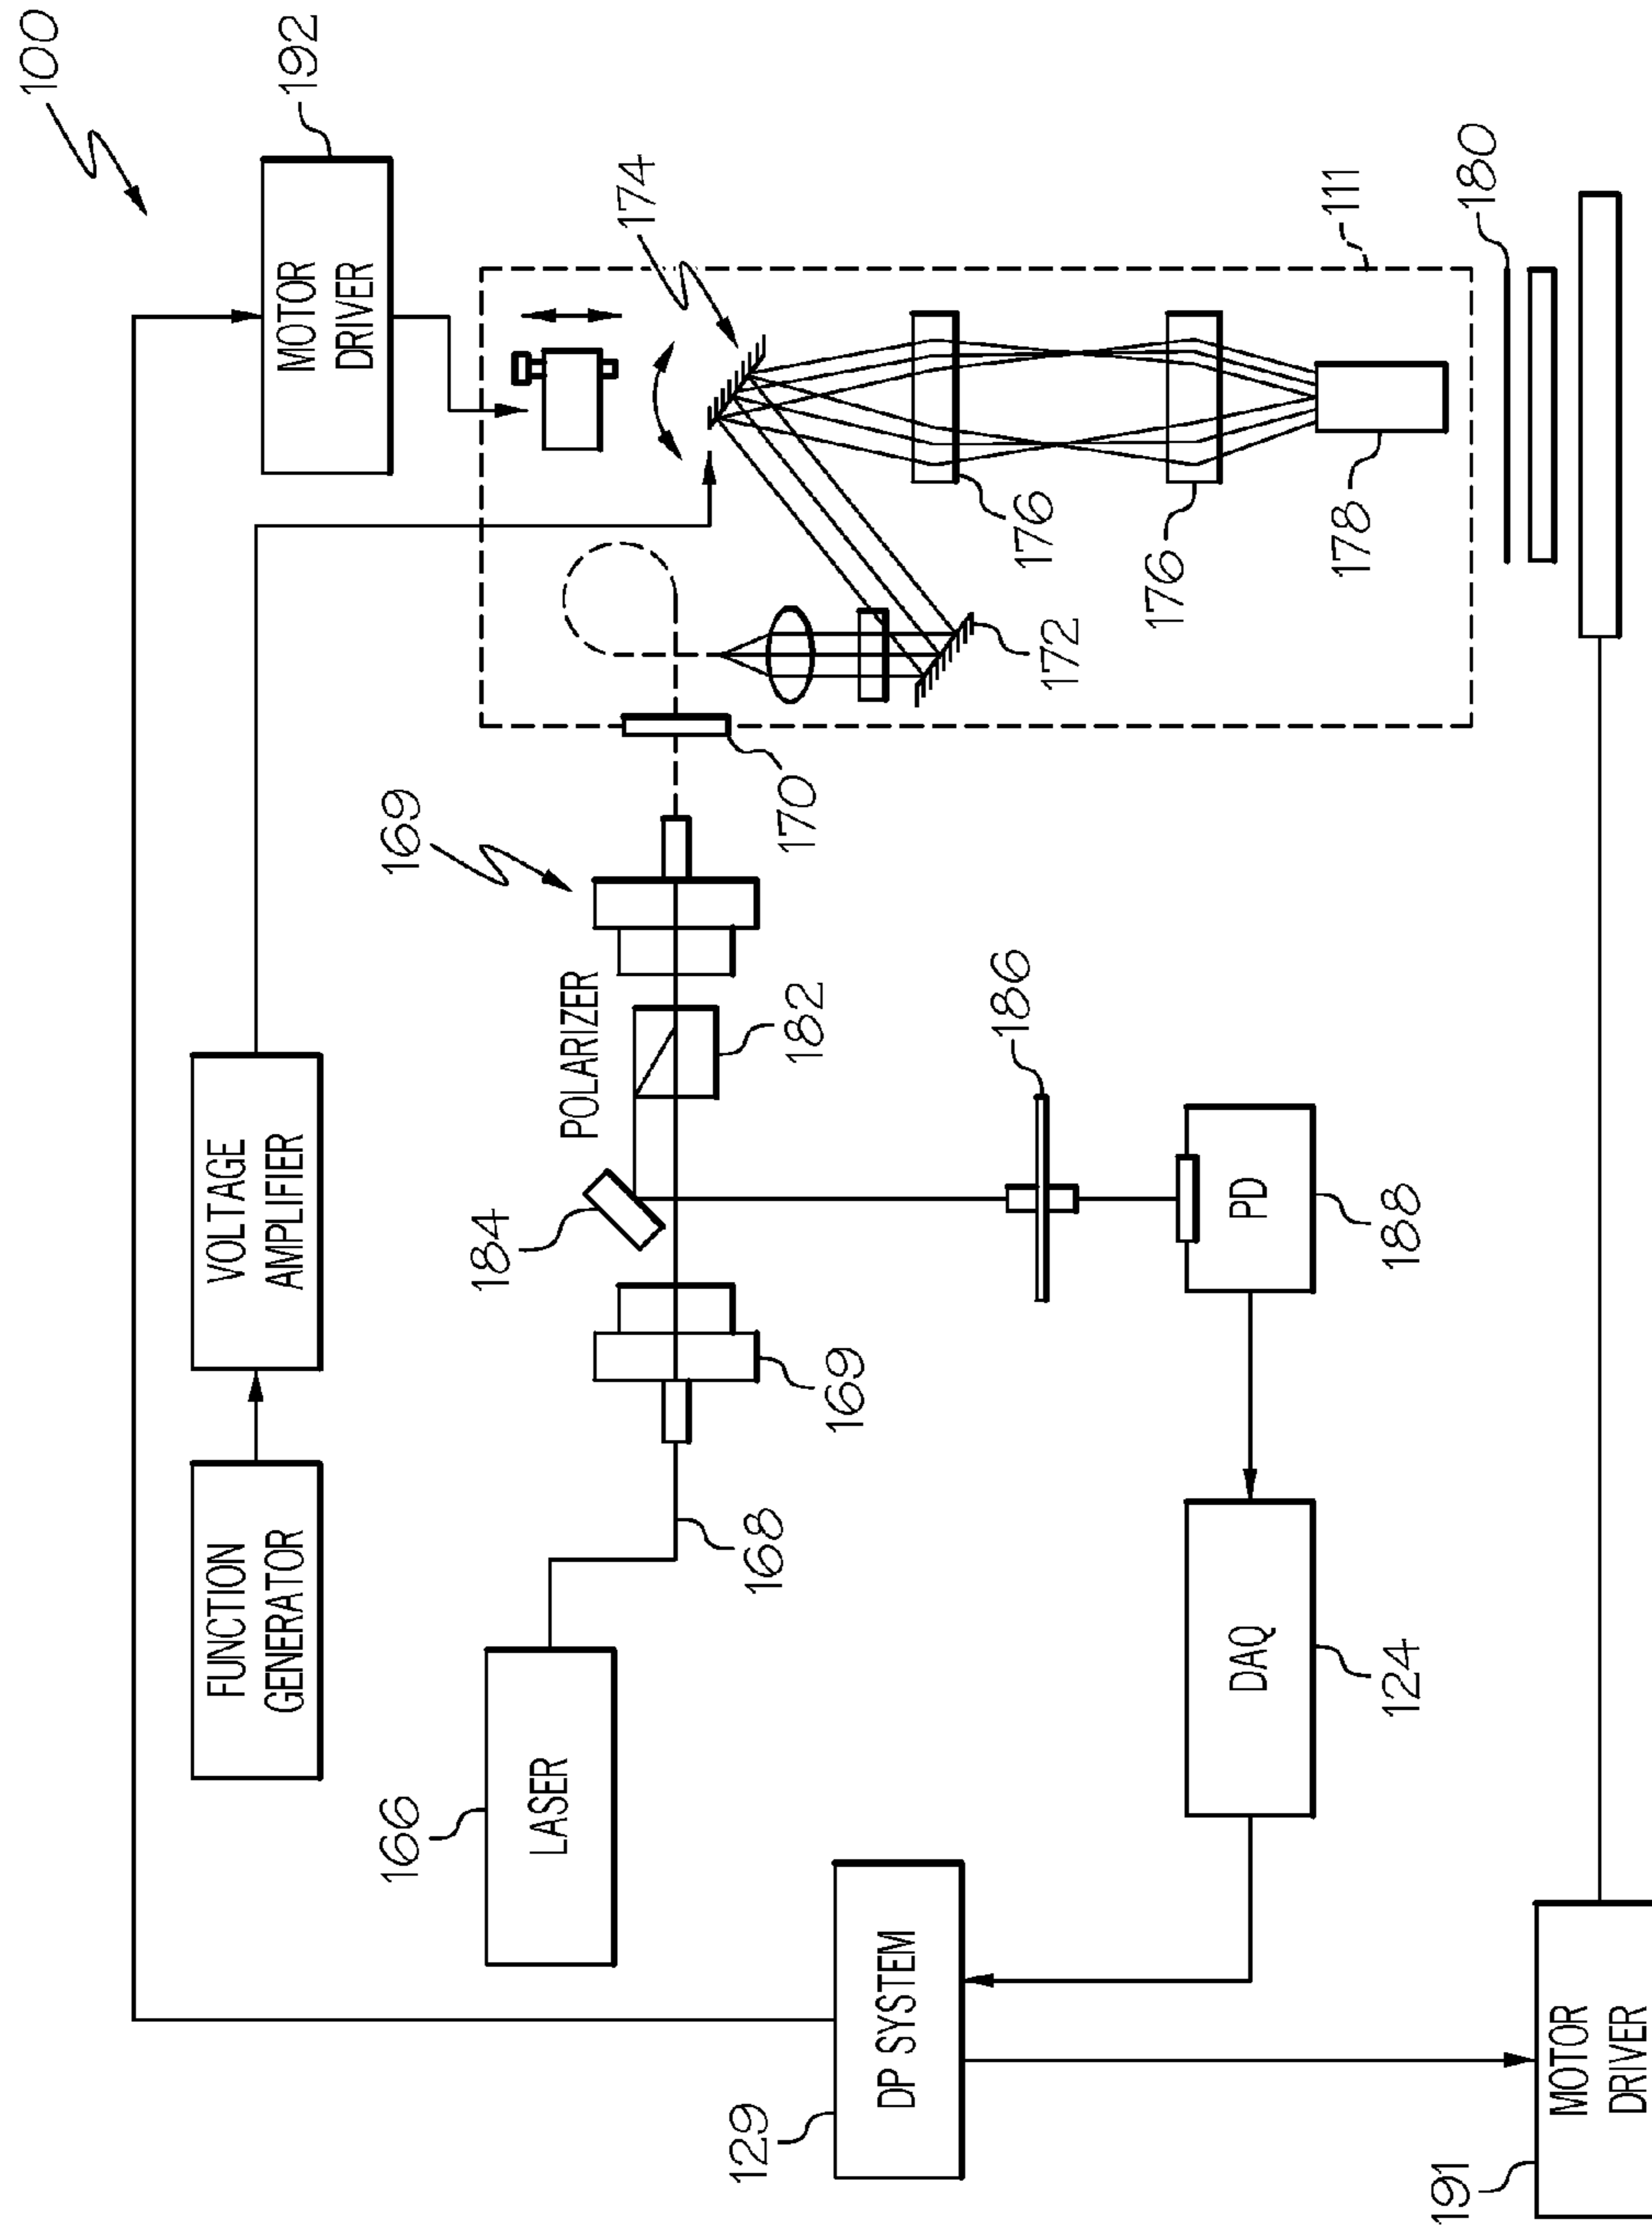 100
MOTOR
DRIVER
192
FUNCTION
GENERATOR
VOLTAGE
AMPLIFIER
174
166
LASER
168
169
184
POLARIZER
182
169
170
172
176
176
178
111
180
186
PD
188
DAQ
124
129
DP SYSTEM
191
MOTOR
DRIVER